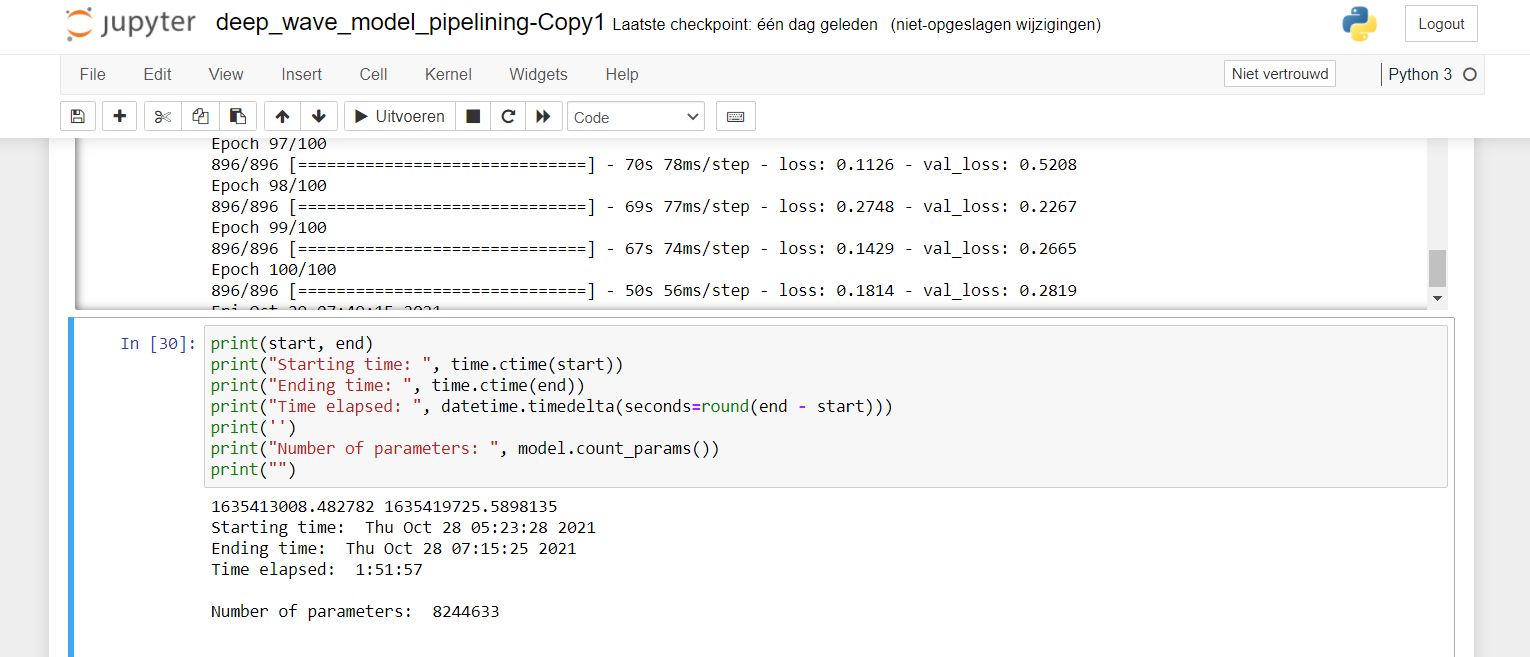 jupyter deep_wave_model_pipelining-Copy1 Laatste checkpoint: één dag geleden (niet-opgeslagen wijzigingen) Logout
File Edit View Insert Cell Kernel Widgets Help Niet vertrouwd Python 3
Uitvoeren Code
Epoch 97/100
896/896 [==============================] - 70s 78ms/step - loss: 0.1126 - val_loss: 0.5208
Epoch 98/100
896/896 [==============================] - 69s 77ms/step - loss: 0.2748 - val_loss: 0.2267
Epoch 99/100
896/896 [==============================] - 67s 74ms/step - loss: 0.1429 - val_loss: 0.2665
Epoch 100/100
896/896 [==============================] - 50s 56ms/step - loss: 0.1814 - val_loss: 0.2819
In [30]: print(start, end)
print("Starting time: ", time.ctime(start))
print("Ending time: ", time.ctime(end))
print("Time elapsed: ", datetime.timedelta(seconds=round(end - start)))
print('')
print("Number of parameters: ", model.count_params())
print("")
1635413008.482782 1635419725.5898135
Starting time:  Thu Oct 28 05:23:28 2021
Ending time:  Thu Oct 28 07:15:25 2021
Time elapsed:  1:51:57
Number of parameters:  8244633